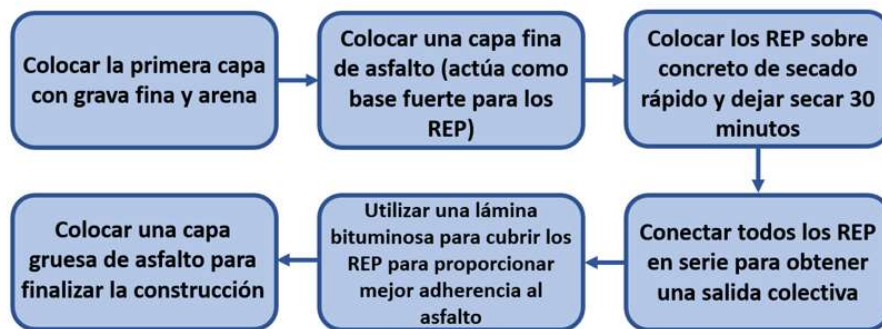 Colocar la primera capa
con grava fina y arena
Colocar una capa fina
de asfalto (actúa como
base fuerte para los
REP)
Colocar los REP sobre
concreto de secado
rápido y dejar secar 30
minutos
Conectar todos los REP
en serie para obtener
una salida colectiva
Utilizar una lámina
bituminosa para cubrir los
REP para proporcionar
mejor adherencia al
asfalto
Colocar una capa
gruesa de asfalto para
finalizar la construcción